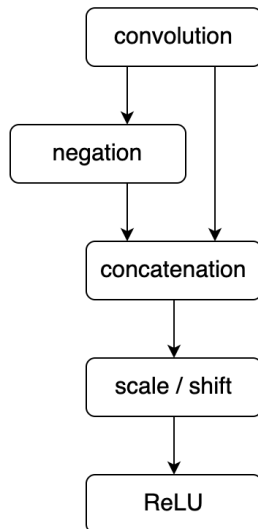 convolution
negation
concatenation
scale / shift
ReLU